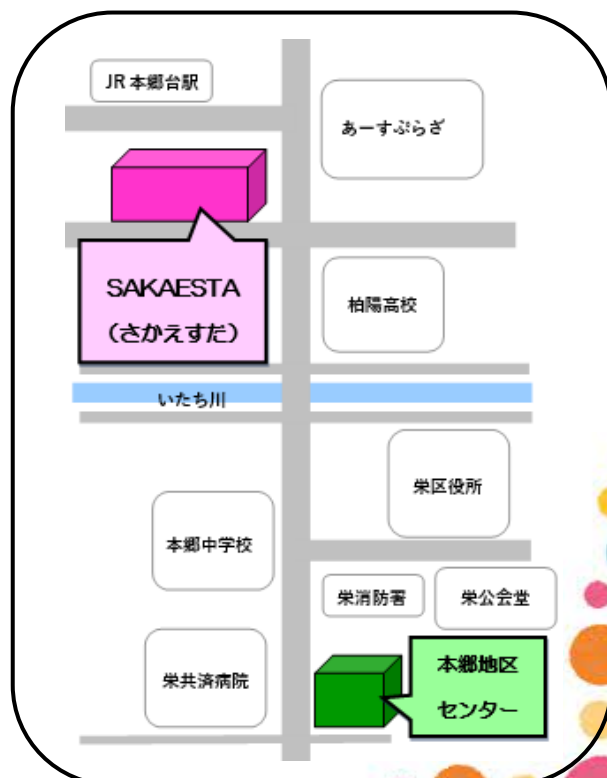 JR本郷台駅
あーすぷらざ
SAKAESTA
（さかえすた）
柏陽高校
いたち川
栄区役所
本郷中学校
栄消防署
栄公会堂
栄共済病院
本郷地区
センター